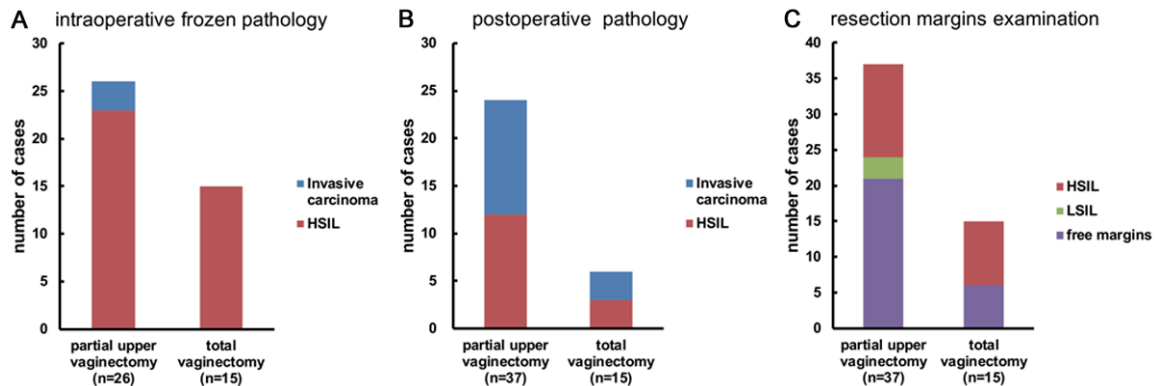 A intraoperative frozen pathology
number of cases
30
25
20
15
10
5
0
partial upper
vaginectomy
(n=26)
total
vaginectomy
(n=15)
Invasive
carcinoma
HSIL
B postoperative pathology
number of cases
30
25
20
15
10
5
0
partial upper
vaginectomy
(n=37)
total
vaginectomy
(n=15)
Invasive
carcinoma
HSIL
C resection margins examination
number of cases
40
35
30
25
20
15
10
5
0
partial upper
vaginectomy
(n=37)
total
vaginectomy
(n=15)
HSIL
LSIL
free margins